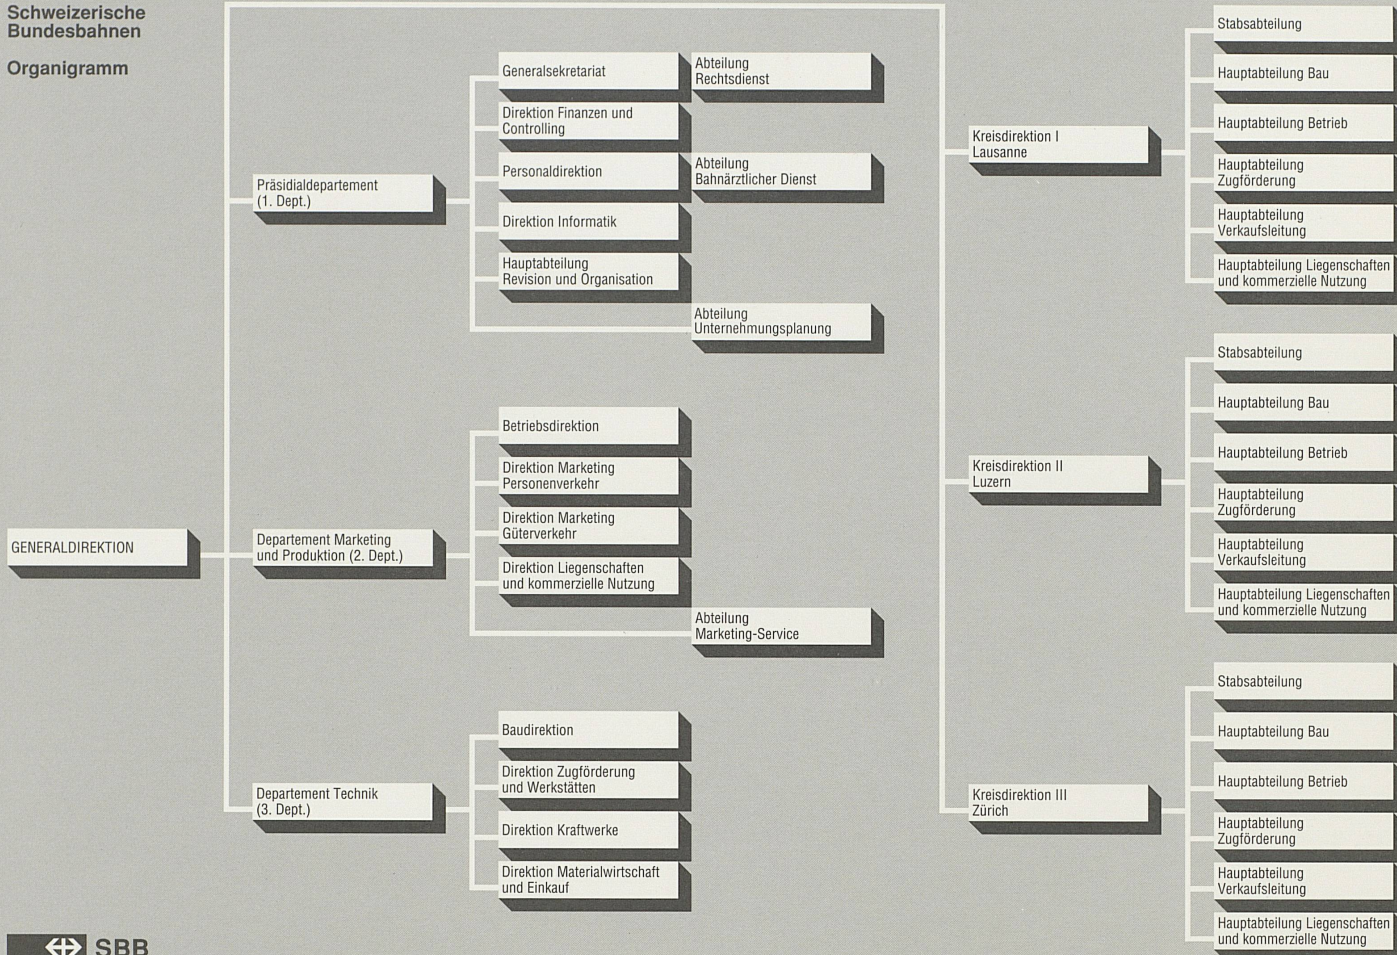 Schweizerische
Bundesbahnen
Organigramm
GENERALDIREKTION
Präsidialdepartement
(1. Dept.)
Generalsekretariat
Abteilung
Rechtsdienst
Direktion Finanzen und
Controlling
Personaldirektion
Abteilung
Bahnärztlicher Dienst
Direktion Informatik
Hauptabteilung
Revision und Organisation
Abteilung
Unternehmungsplanung
Departement Marketing
und Produktion (2. Dept.)
Betriebsdirektion
Direktion Marketing
Personenverkehr
Direktion Marketing
Güterverkehr
Direktion Liegenschaften
und kommerzielle Nutzung
Abteilung
Marketing-Service
Departement Technik
(3. Dept.)
Baudirektion
Direktion Zugförderung
und Werkstätten
Direktion Kraftwerke
Direktion Materialwirtschaft
und Einkauf
Kreisdirektion I
Lausanne
Stabsabteilung
Hauptabteilung Bau
Hauptabteilung Betrieb
Hauptabteilung
Zugförderung
Hauptabteilung
Verkaufsleitung
Hauptabteilung Liegenschaften
und kommerzielle Nutzung
Kreisdirektion II
Luzern
Stabsabteilung
Hauptabteilung Bau
Hauptabteilung Betrieb
Hauptabteilung
Zugförderung
Hauptabteilung
Verkaufsleitung
Hauptabteilung Liegenschaften
und kommerzielle Nutzung
Kreisdirektion III
Zürich
Stabsabteilung
Hauptabteilung Bau
Hauptabteilung Betrieb
Hauptabteilung
Zugförderung
Hauptabteilung
Verkaufsleitung
Hauptabteilung Liegenschaften
und kommerzielle Nutzung
SBB